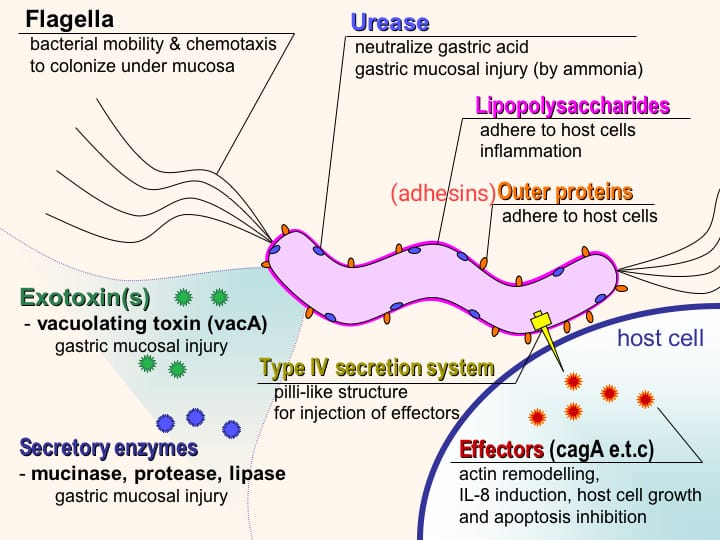 Flagella
bacterial mobility & chemotaxis
to colonize under mucosa
Urease
neutralize gastric acid
gastric mucosal injury (by ammonia)
Lipopolysaccharides
adhere to host cells
inflammation
(adhesins) Outer proteins
adhere to host cells
Exotoxin(s)
- vacuolating toxin (vacA)
gastric mucosal injury
host cell
Type IV secretion system
pilli-like structure
for injection of effectors
Secretory enzymes
- mucinase, protease, lipase
gastric mucosal injury
Effectors (cagA e.t.c)
actin remodelling,
IL-8 induction, host cell growth
and apoptosis inhibition